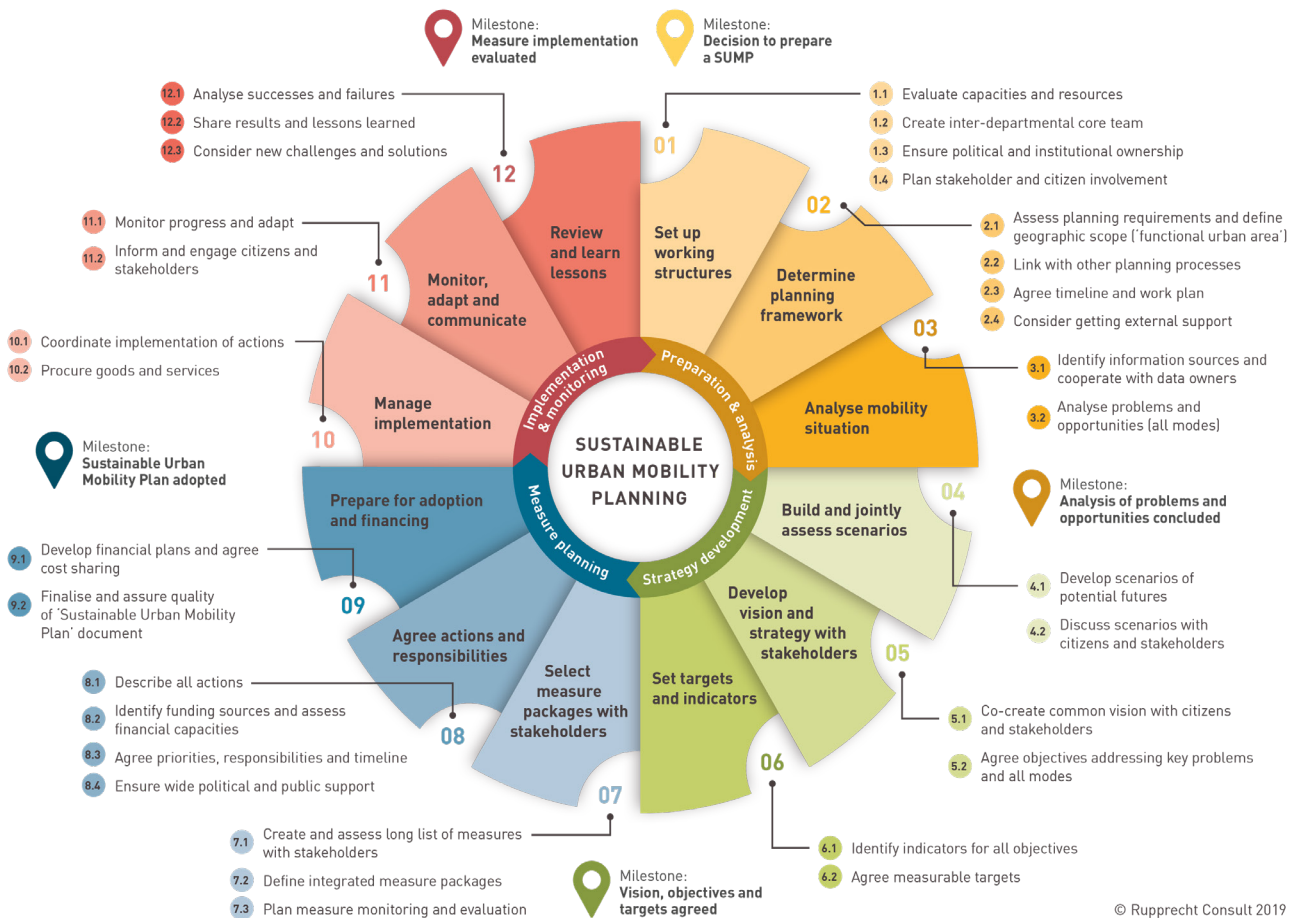 Milestone:
Measure implementation
evaluated
Milestone:
Decision to prepare
a SUMP
12.1 Analyse successes and failures
12.2 Share results and lessons learned
12.3 Consider new challenges and solutions
1.1 Evaluate capacities and resources
1.2 Create inter-departmental core team
1.3 Ensure political and institutional ownership
1.4 Plan stakeholder and citizen involvement
11.1 Monitor progress and adapt
11.2 Inform and engage citizens and
stakeholders
2.1 Assess planning requirements and define
geographic scope (‘functional urban area’)
2.2 Link with other planning processes
2.3 Agree timeline and work plan
2.4 Consider getting external support
10.1 Coordinate implementation of actions
10.2 Procure goods and services
3.1 Identify information sources and
cooperate with data owners
3.2 Analyse problems and
opportunities (all modes)
Milestone:
Sustainable Urban
Mobility Plan adopted
Milestone:
Analysis of problems and
opportunities concluded
01
Set up
working
structures
02
Determine
planning
framework
03
Analyse mobility
situation
04
Build and jointly
assess scenarios
05
Develop
vision and
strategy with
stakeholders
06
Set targets
and indicators
07
Select
measure
packages with
stakeholders
08
Agree actions and
responsibilities
09
Prepare for adoption
and financing
10
Manage
implementation
11
Monitor,
adapt and
communicate
12
Review
and learn
lessons
Implementation
& monitoring
Preparation & analysis
Strategy development
Measure planning
SUSTAINABLE
URBAN MOBILITY
PLANNING
9.1 Develop financial plans and agree
cost sharing
9.2 Finalise and assure quality
of ‘Sustainable Urban Mobility
Plan’ document
4.1 Develop scenarios of
potential futures
4.2 Discuss scenarios with
citizens and stakeholders
8.1 Describe all actions
8.2 Identify funding sources and assess
financial capacities
8.3 Agree priorities, responsibilities and timeline
8.4 Ensure wide political and public support
5.1 Co-create common vision with citizens
and stakeholders
5.2 Agree objectives addressing key problems
and all modes
7.1 Create and assess long list of measures
with stakeholders
7.2 Define integrated measure packages
7.3 Plan measure monitoring and evaluation
6.1 Identify indicators for all objectives
6.2 Agree measurable targets
Milestone:
Vision, objectives and
targets agreed
© Rupprecht Consult 2019